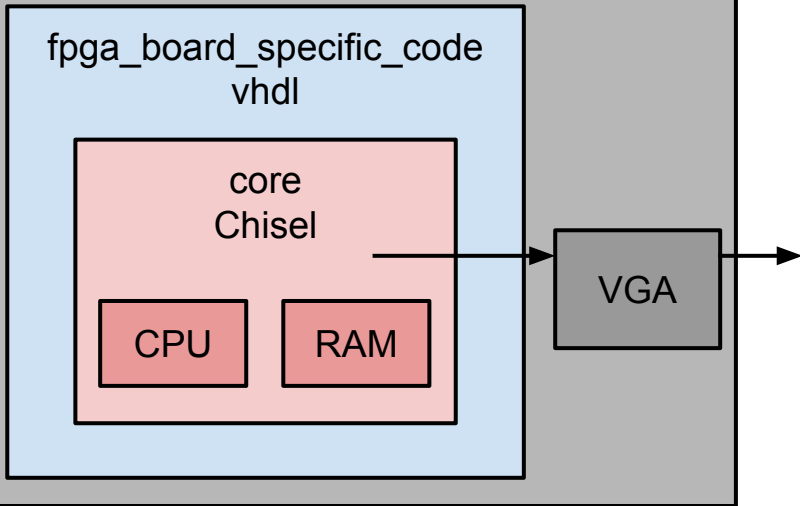 fpga_board_specific_code
vhdl
core
Chisel
VGA
CPU
RAM